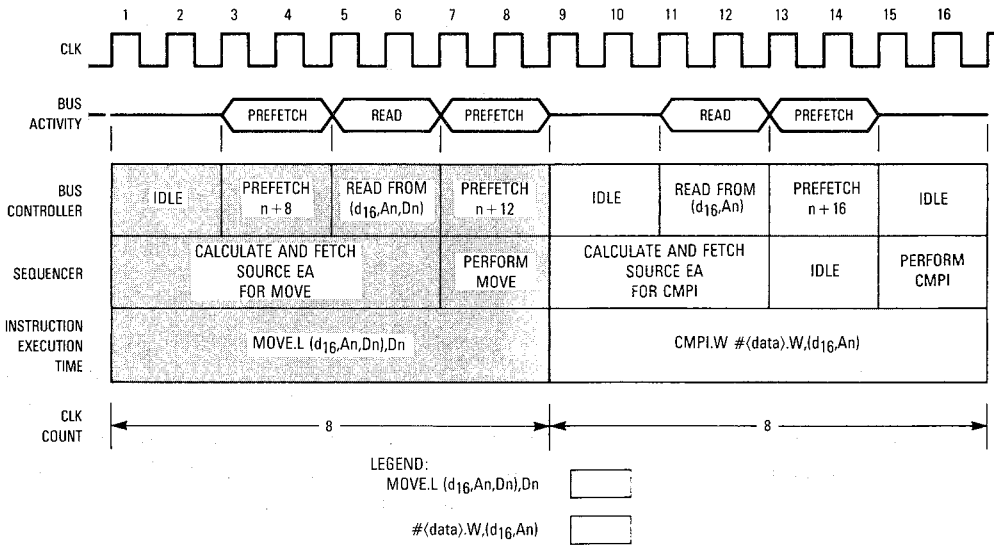 1 2 3 4 5 6 7 8 9 10 11 12 13 14 15 16
CLK
BUS
ACTIVITY
PREFETCH READ PREFETCH READ PREFETCH
BUS
CONTROLLER
IDLE
PREFETCH
n+8
READ FROM
(d16,An,Dn)
PREFETCH
n+12
IDLE
READ FROM
(d16,An)
PREFETCH
n+16
IDLE
SEQUENCER
CALCULATE AND FETCH
SOURCE EA
FOR MOVE
PERFORM
MOVE
CALCULATE AND FETCH
SOURCE EA
FOR CMPI
IDLE
PERFORM
CMPI
INSTRUCTION
EXECUTION
TIME
MOVE.L (d16,An,Dn),Dn
CMPI.W #⟨data⟩.W,(d16,An)
CLK
COUNT
8 8
LEGEND:
MOVE.L (d16,An,Dn),Dn
#⟨data⟩.W,(d16,An)